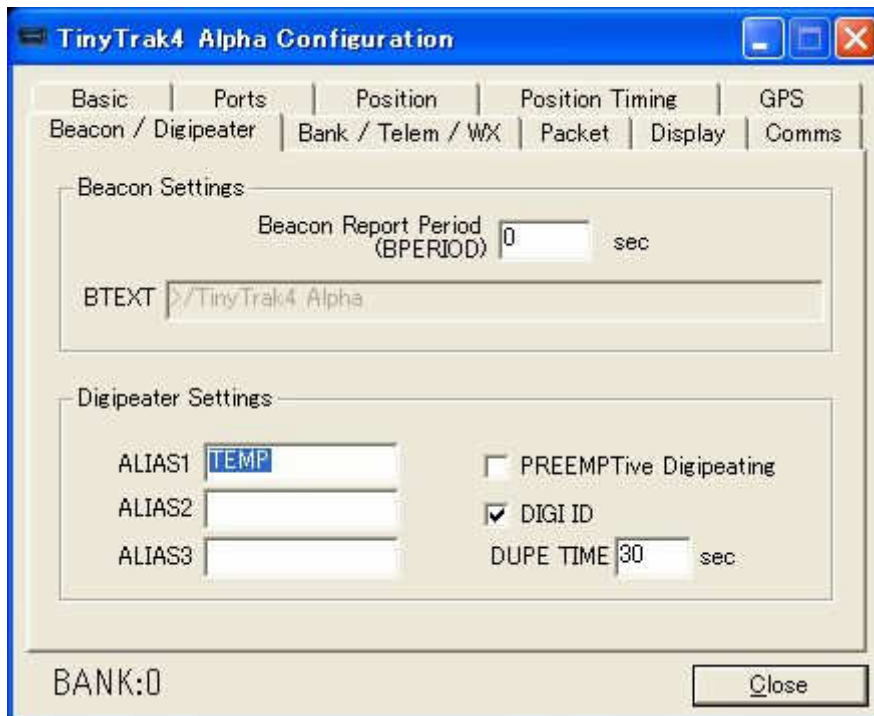 TinyTrak4 Alpha Configuration
Basic Ports Position Position Timing GPS
Beacon / Digipeater Bank / Telem / WX Packet Display Comms
Beacon Settings
Beacon Report Period
(BPERIOD) 0 sec
BTEXT >/TinyTrak4 Alpha
Digipeater Settings
ALIAS1 TEMP PREEMPTive Digipeating
ALIAS2 DIGI ID
ALIAS3 DUPE TIME 30 sec
BANK:0 Close